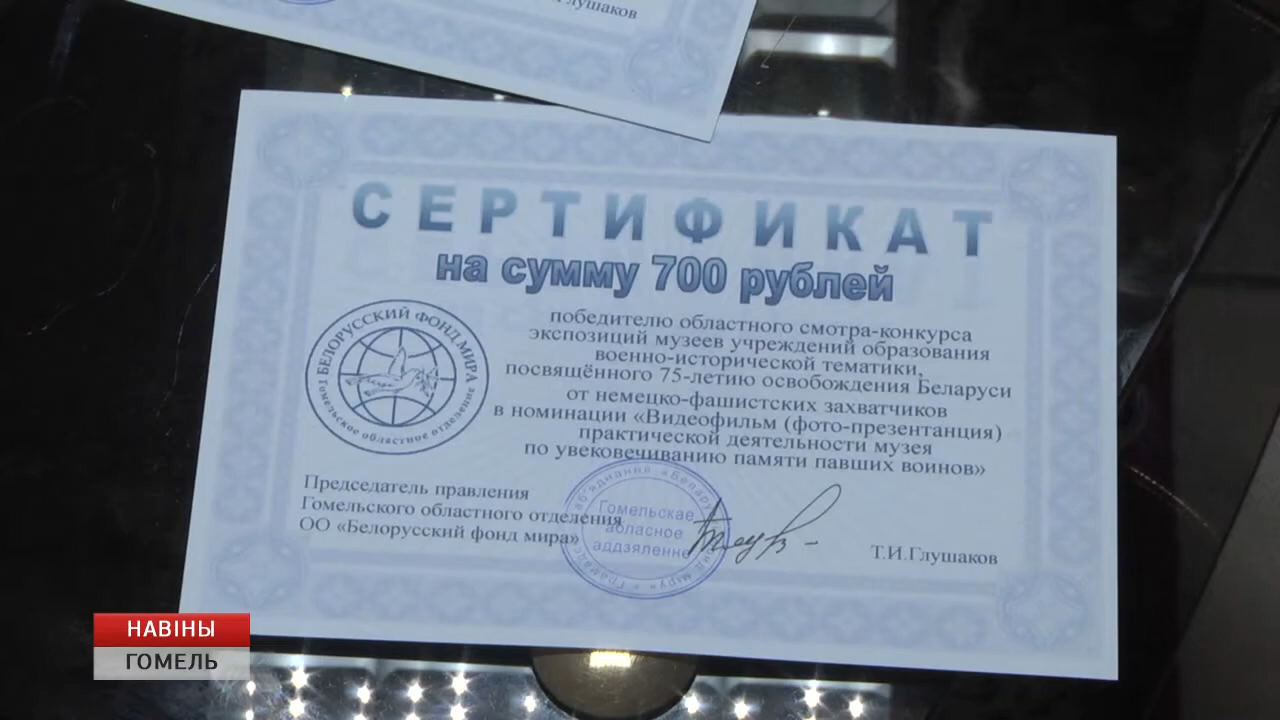 Глушаков
СЕРТИФИКАТ
на сумму 700 рублей
победителю областного смотра-конкурса
экспозиций музеев учреждений образования
военно-исторической тематики,
посвящённого 75-летию освобождения Беларуси
от немецко-фашистских захватчиков
в номинации «Видеофильм (фото-презентанция)
практической деятельности музея
по увековечиванию памяти павших воинов»
БЕЛОРУССКИЙ ФОНД МИРА
Гомельское областное отделение
Председатель правления
Гомельского областного отделения
ОО «Белорусский фонд мира»
Гомельскае
абласное
аддзяленне
Т.И.Глушаков
НАВІНЫ
ГОМЕЛЬ